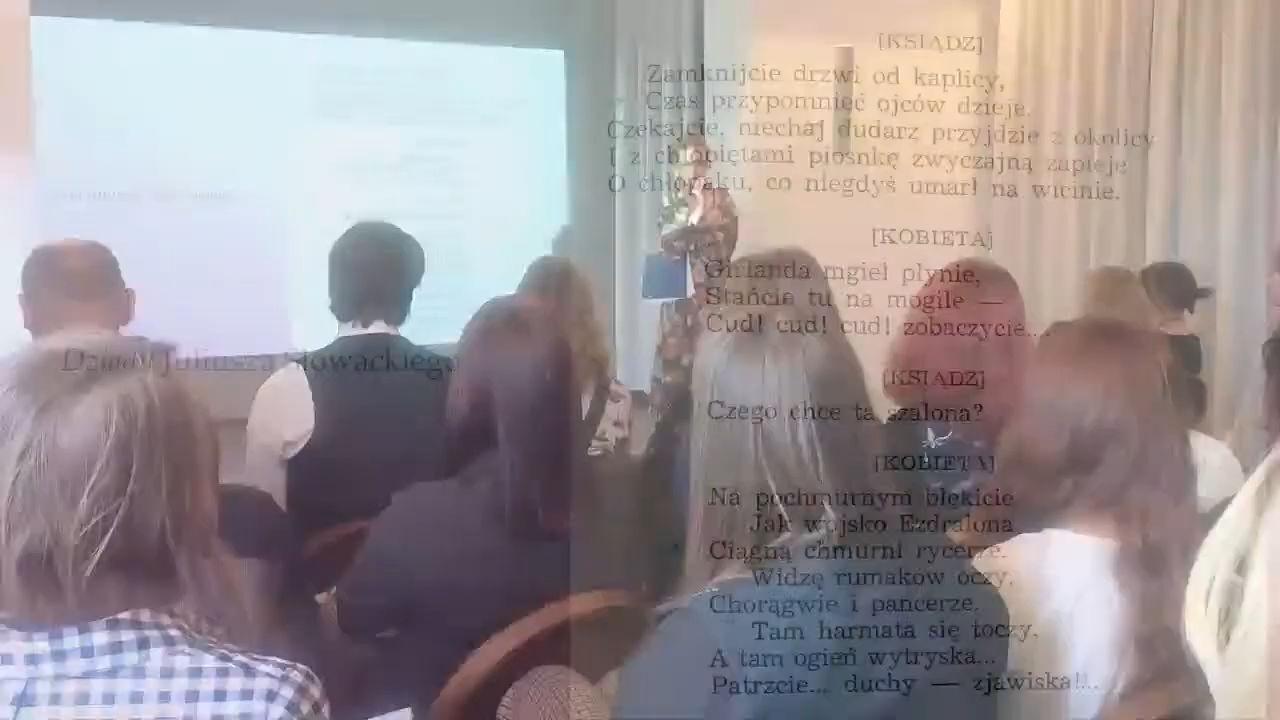 [KSIĄDZ]
Zamknijcie drzwi od kaplicy,
Czas przypomnieć ojców dzieje.
Czekajcie, niechaj dudarz przyjdzie z okolicy
I z chłopiętami piosnkę zwyczajną zapieje
O chłopaku, co niegdyś umarł na wicinie.
[KOBIETA]
Girlanda mgieł płynie,
Stańcie tu na mogile —
Cud! cud! cud! zobaczycie...
Dziady Juliusza Słowackiego
[KSIĄDZ]
Czego chce ta szalona?
[KOBIETA]
Na pochmurnym błękicie
Jak wojsko Ezdralona
Ciągną chmurni rycerze.
Widzę rumaków oczy,
Chorągwie i pancerze.
Tam harmata się toczy,
A tam ogień wytryska...
Patrzcie... duchy — zjawiska!...